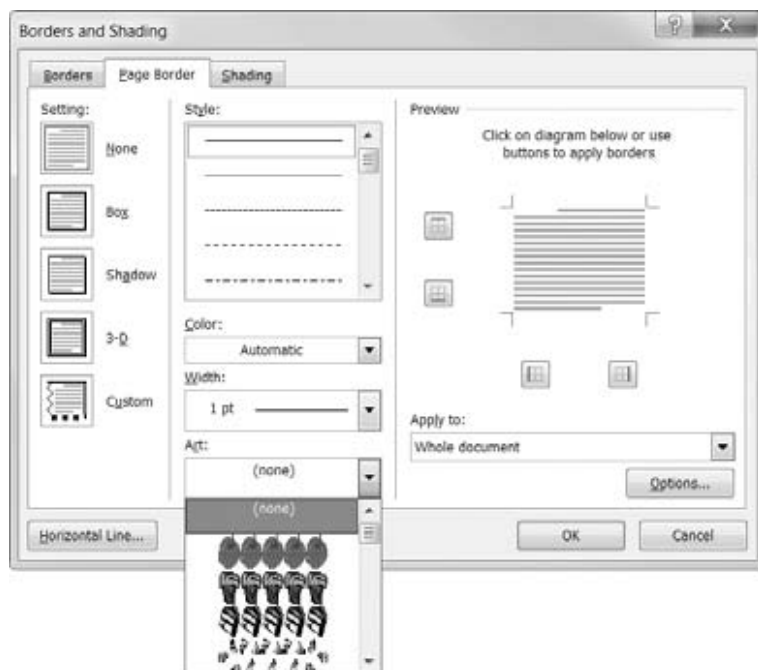 Borders and Shading
Borders
Page Border
Shading
Setting:
None
Box
Shadow
3-D
Custom
Style:
Color:
Automatic
Width:
1 pt
Art:
(none)
(none)
Preview
Click on diagram below or use
buttons to apply borders
Apply to:
Whole document
Options...
Horizontal Line...
OK
Cancel